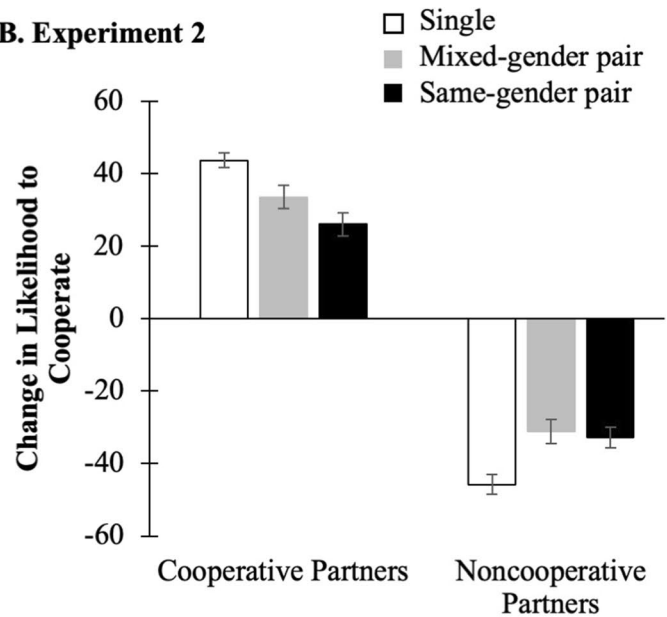 B. Experiment 2
Single
Mixed-gender pair
Same-gender pair
60
40
20
0
-20
-40
-60
Change in Likelihood to
Cooperate
Cooperative Partners
Noncooperative
Partners